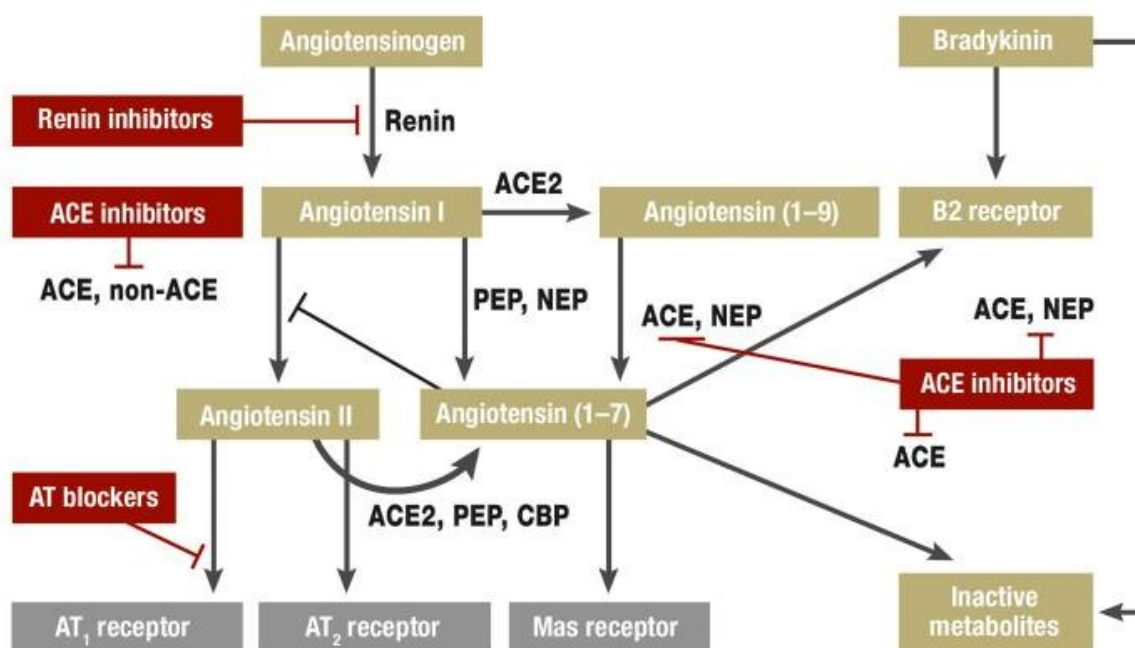 Angiotensinogen
Bradykinin
Renin inhibitors
Renin
ACE2
ACE inhibitors
Angiotensin I
Angiotensin (1–9)
B2 receptor
ACE, non-ACE
PEP, NEP
ACE, NEP
ACE, NEP
ACE inhibitors
Angiotensin II
Angiotensin (1–7)
ACE
AT blockers
ACE2, PEP, CBP
AT₁ receptor
AT₂ receptor
Mas receptor
Inactive
metabolites